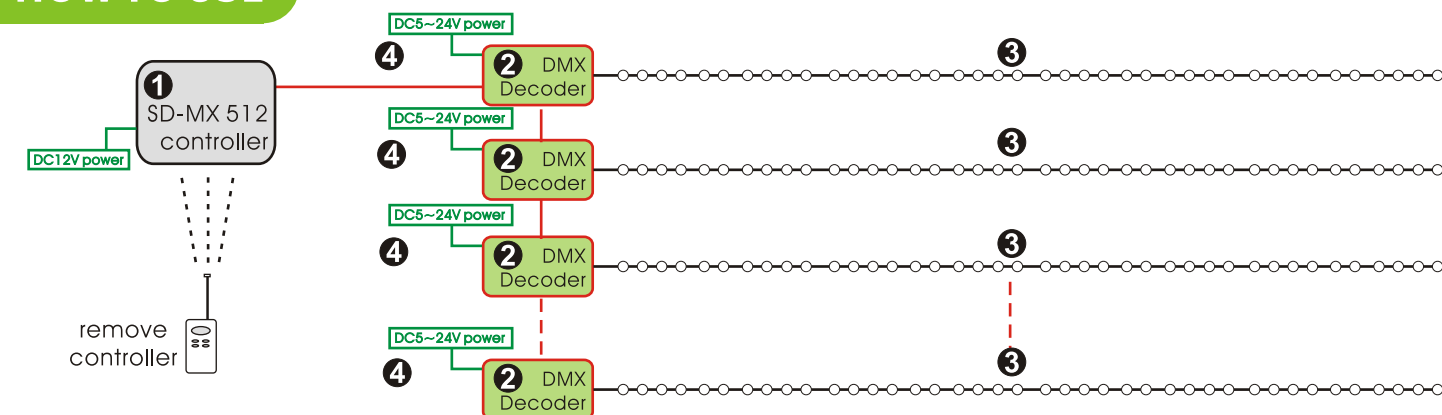 DC5~24V power
4
2 DMX
Decoder
3
1
SD-MX 512
controller
DC12V power
DC5~24V power
4
2 DMX
Decoder
3
DC5~24V power
4
2 DMX
Decoder
3
remove
controller
DC5~24V power
4
2 DMX
Decoder
3